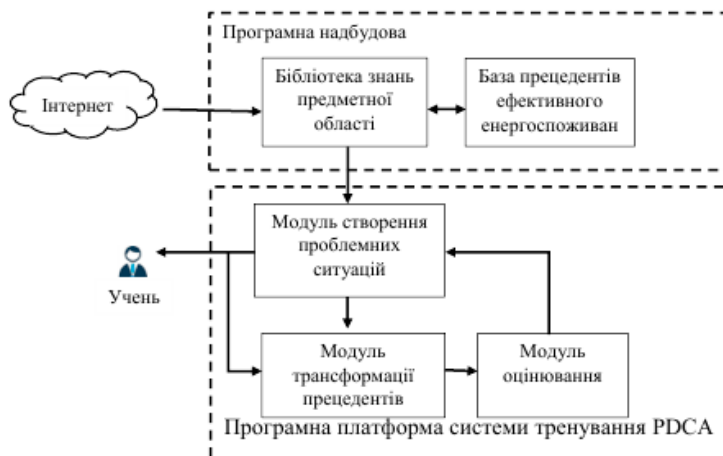 Програмна надбудова
Інтернет
Бібліотека знань
предметної
області
База прецедентів
ефективного
енергоспоживан
Модуль створення
проблемних
ситуацій
Учень
Модуль
трансформації
прецедентів
Модуль
оцінювання
Програмна платформа системи тренування PDCA